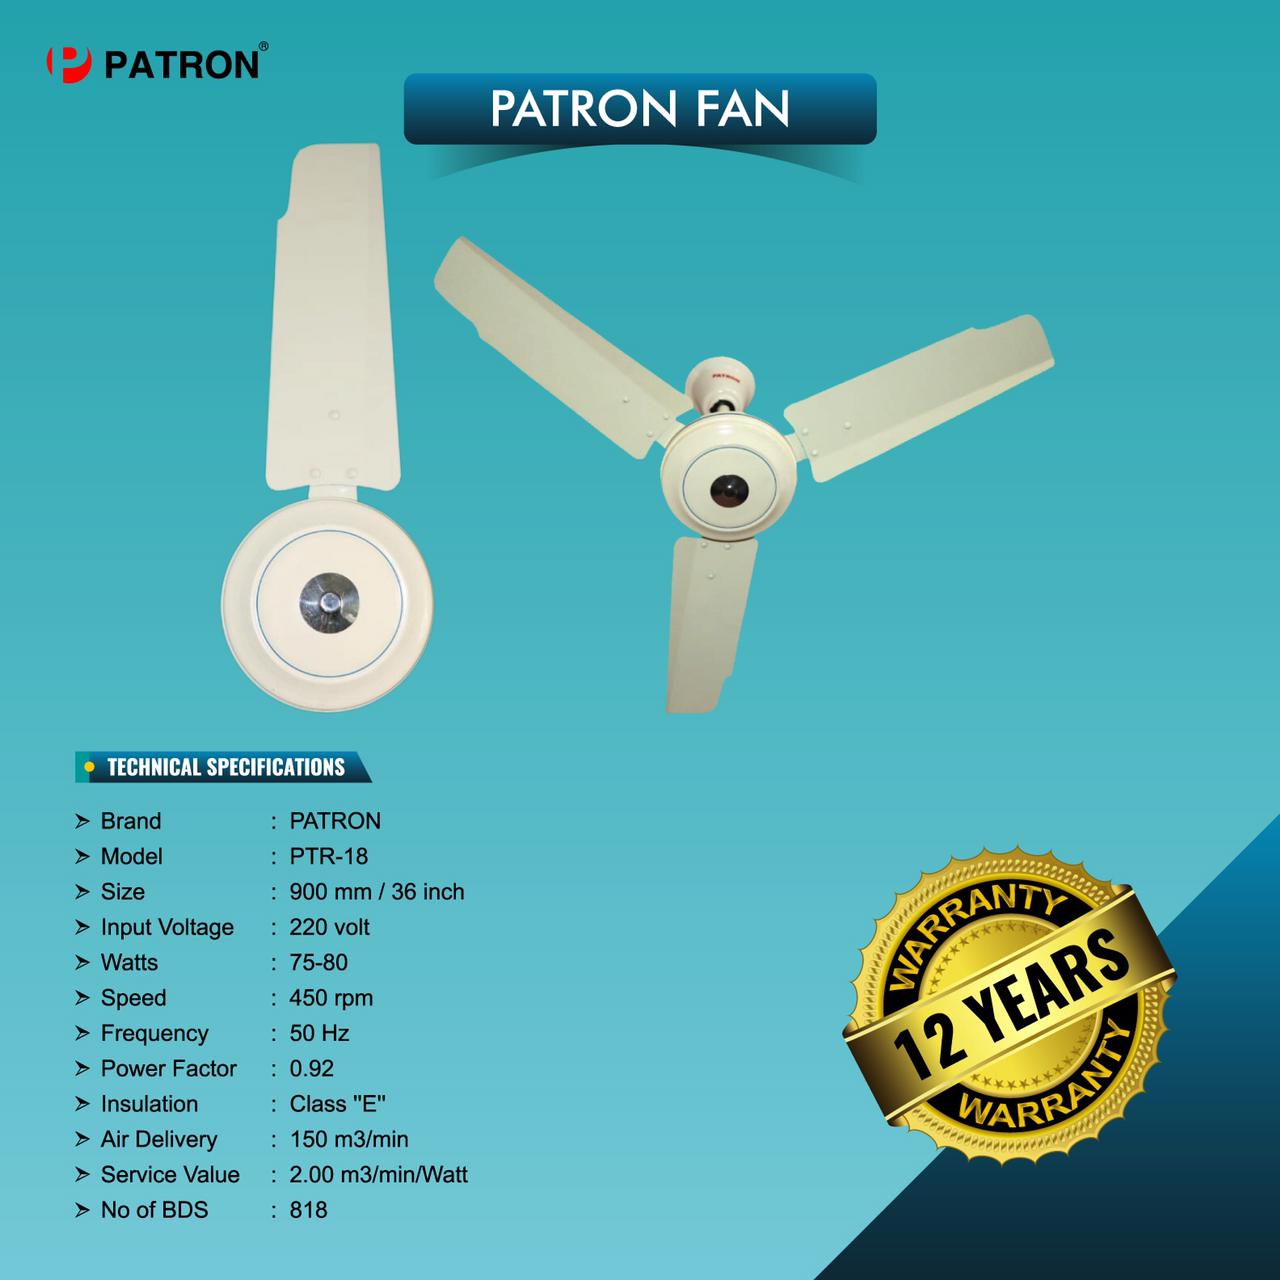 PATRON®
PATRON FAN
PATRON
TECHNICAL SPECIFICATIONS
➤ Brand : PATRON
➤ Model : PTR-18
➤ Size : 900 mm / 36 inch
➤ Input Voltage : 220 volt
➤ Watts : 75-80
➤ Speed : 450 rpm
➤ Frequency : 50 Hz
➤ Power Factor : 0.92
➤ Insulation : Class "E"
➤ Air Delivery : 150 m3/min
➤ Service Value : 2.00 m3/min/Watt
➤ No of BDS : 818
WARRANTY
12 YEARS
WARRANTY